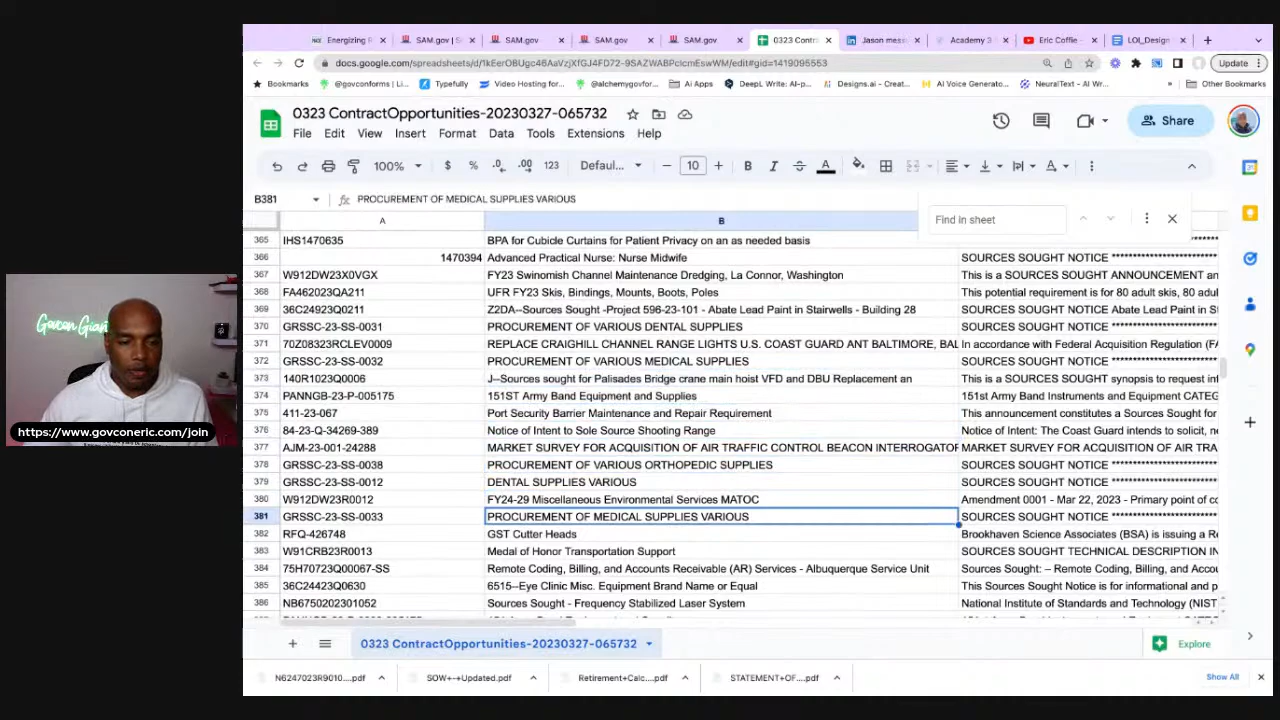 Energizing
SAM.gov | S
SAM.gov
SAM.gov
SAM.gov
0323 Contr
Jason mes
Academy 3
Eric Coffie -
LOI_Design
docs.google.com/spreadsheets/d/1kEerOBUgc46AaVzjXfGJ4FD72-9SAZWABPcIcmEswWM/edit#gid=1419095553
Update
Bookmarks
@govconforms | Li...
Typefully
Video Hosting for...
@alchemygovfor...
Ai Apps
DeepL Write: AI-p...
Designs.ai - Creat...
AI Voice Generato...
NeuralText - AI Wr...
Other Bookmarks
0323 ContractOpportunities-20230327-065732
File Edit View Insert Format Data Tools Extensions Help
Share
100% $ % .0 .00 123 Defaul... 10 B I A
B381 fx PROCUREMENT OF MEDICAL SUPPLIES VARIOUS
Find in sheet
A B
365 IHS1470635 BPA for Cubicle Curtains for Patient Privacy on an as needed basis
366 1470394 Advanced Practical Nurse: Nurse Midwife SOURCES SOUGHT NOTICE
367 W912DW23X0VGX FY23 Swinomish Channel Maintenance Dredging, La Connor, Washington This is a SOURCES SOUGHT ANNOUNCEMENT an
368 FA462023QA211 UFR FY23 Skis, Bindings, Mounts, Boots, Poles This potential requirement is for 80 adult skis, 80 adul
369 36C24923Q0211 Z2DA--Sources Sought -Project 596-23-101 - Abate Lead Paint in Stairwells - Building 28 SOURCES SOUGHT NOTICE Abate Lead Paint in Stair
370 GRSSC-23-SS-0031 PROCUREMENT OF VARIOUS DENTAL SUPPLIES SOURCES SOUGHT NOTICE
371 70Z08323RCLEV0009 REPLACE CRAIGHILL CHANNEL RANGE LIGHTS U.S. COAST GUARD ANT BALTIMORE, BAL In accordance with Federal Acquisition Regulation (FA
372 GRSSC-23-SS-0032 PROCUREMENT OF VARIOUS MEDICAL SUPPLIES SOURCES SOUGHT NOTICE
373 140R1023Q0006 J--Sources sought for Palisades Bridge crane main hoist VFD and DBU Replacement an This is a SOURCES SOUGHT synopsis to request inf
374 PANNGB-23-P-005175 151ST Army Band Equipment and Supplies 151st Army Band Instruments and Equipment CATEG
375 411-23-067 Port Security Barrier Maintenance and Repair Requirement This announcement constitutes a Sources Sought for
376 84-23-Q-34269-389 Notice of Intent to Sole Source Shooting Range Notice of Intent: The Coast Guard intends to solicit, ne
377 AJM-23-001-24288 MARKET SURVEY FOR ACQUISITION OF AIR TRAFFIC CONTROL BEACON INTERROGATOR MARKET SURVEY FOR ACQUISITION OF AIR TRA
378 GRSSC-23-SS-0038 PROCUREMENT OF VARIOUS ORTHOPEDIC SUPPLIES SOURCES SOUGHT NOTICE
379 GRSSC-23-SS-0012 DENTAL SUPPLIES VARIOUS SOURCES SOUGHT NOTICE
380 W912DW23R0012 FY24-29 Miscellaneous Environmental Services MATOC Amendment 0001 - Mar 22, 2023 - Primary point of co
381 GRSSC-23-SS-0033 PROCUREMENT OF MEDICAL SUPPLIES VARIOUS SOURCES SOUGHT NOTICE
382 RFQ-426748 GST Cutter Heads Brookhaven Science Associates (BSA) is issuing a Re
383 W91CRB23R0013 Medal of Honor Transportation Support SOURCES SOUGHT TECHNICAL DESCRIPTION IN
384 75H70723Q00067-SS Remote Coding, Billing, and Accounts Receivable (AR) Services - Albuquerque Service Unit Sources Sought: – Remote Coding, Billing, and Accou
385 36C24423Q0630 6515--Eye Clinic Misc. Equipment Brand Name or Equal This Sources Sought Notice is for informational and p
386 NB6750202301052 Sources Sought - Frequency Stabilized Laser System National Institute of Standards and Technology (NIST
0323 ContractOpportunities-20230327-065732
Explore
N6247023R9010....pdf
SOW+-+Updated.pdf
Retirement+Calc....pdf
STATEMENT+OF....pdf
Show All
Govcon Gian
https://www.govconeric.com/join